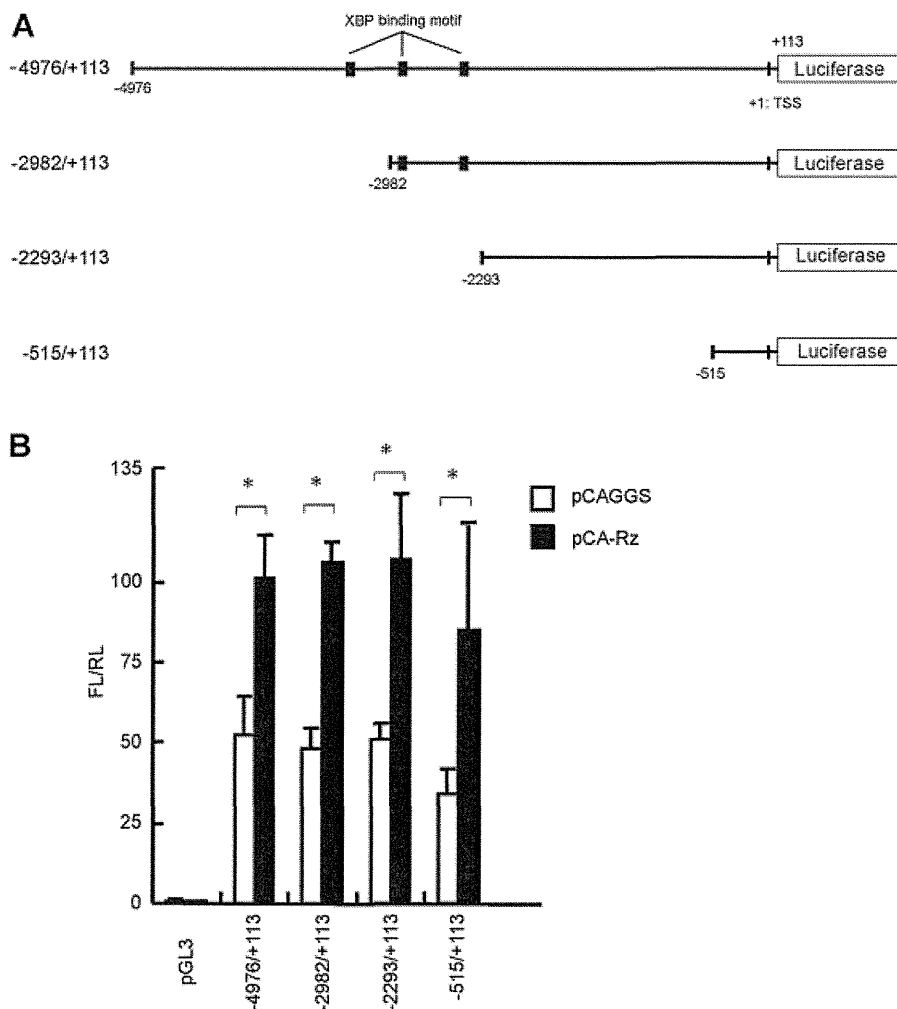 A
XBP binding motif
-4976/+113
-4976
+113
Luciferase
+1: TSS
-2982/+113
-2982
Luciferase
-2293/+113
-2293
Luciferase
-515/+113
-515
Luciferase
B
135
100
75
50
25
0
FL/RL
* * * *
pCAGGS
pCA-Rz
pGL3
-4976/+113
-2982/+113
-2293/+113
-515/+113